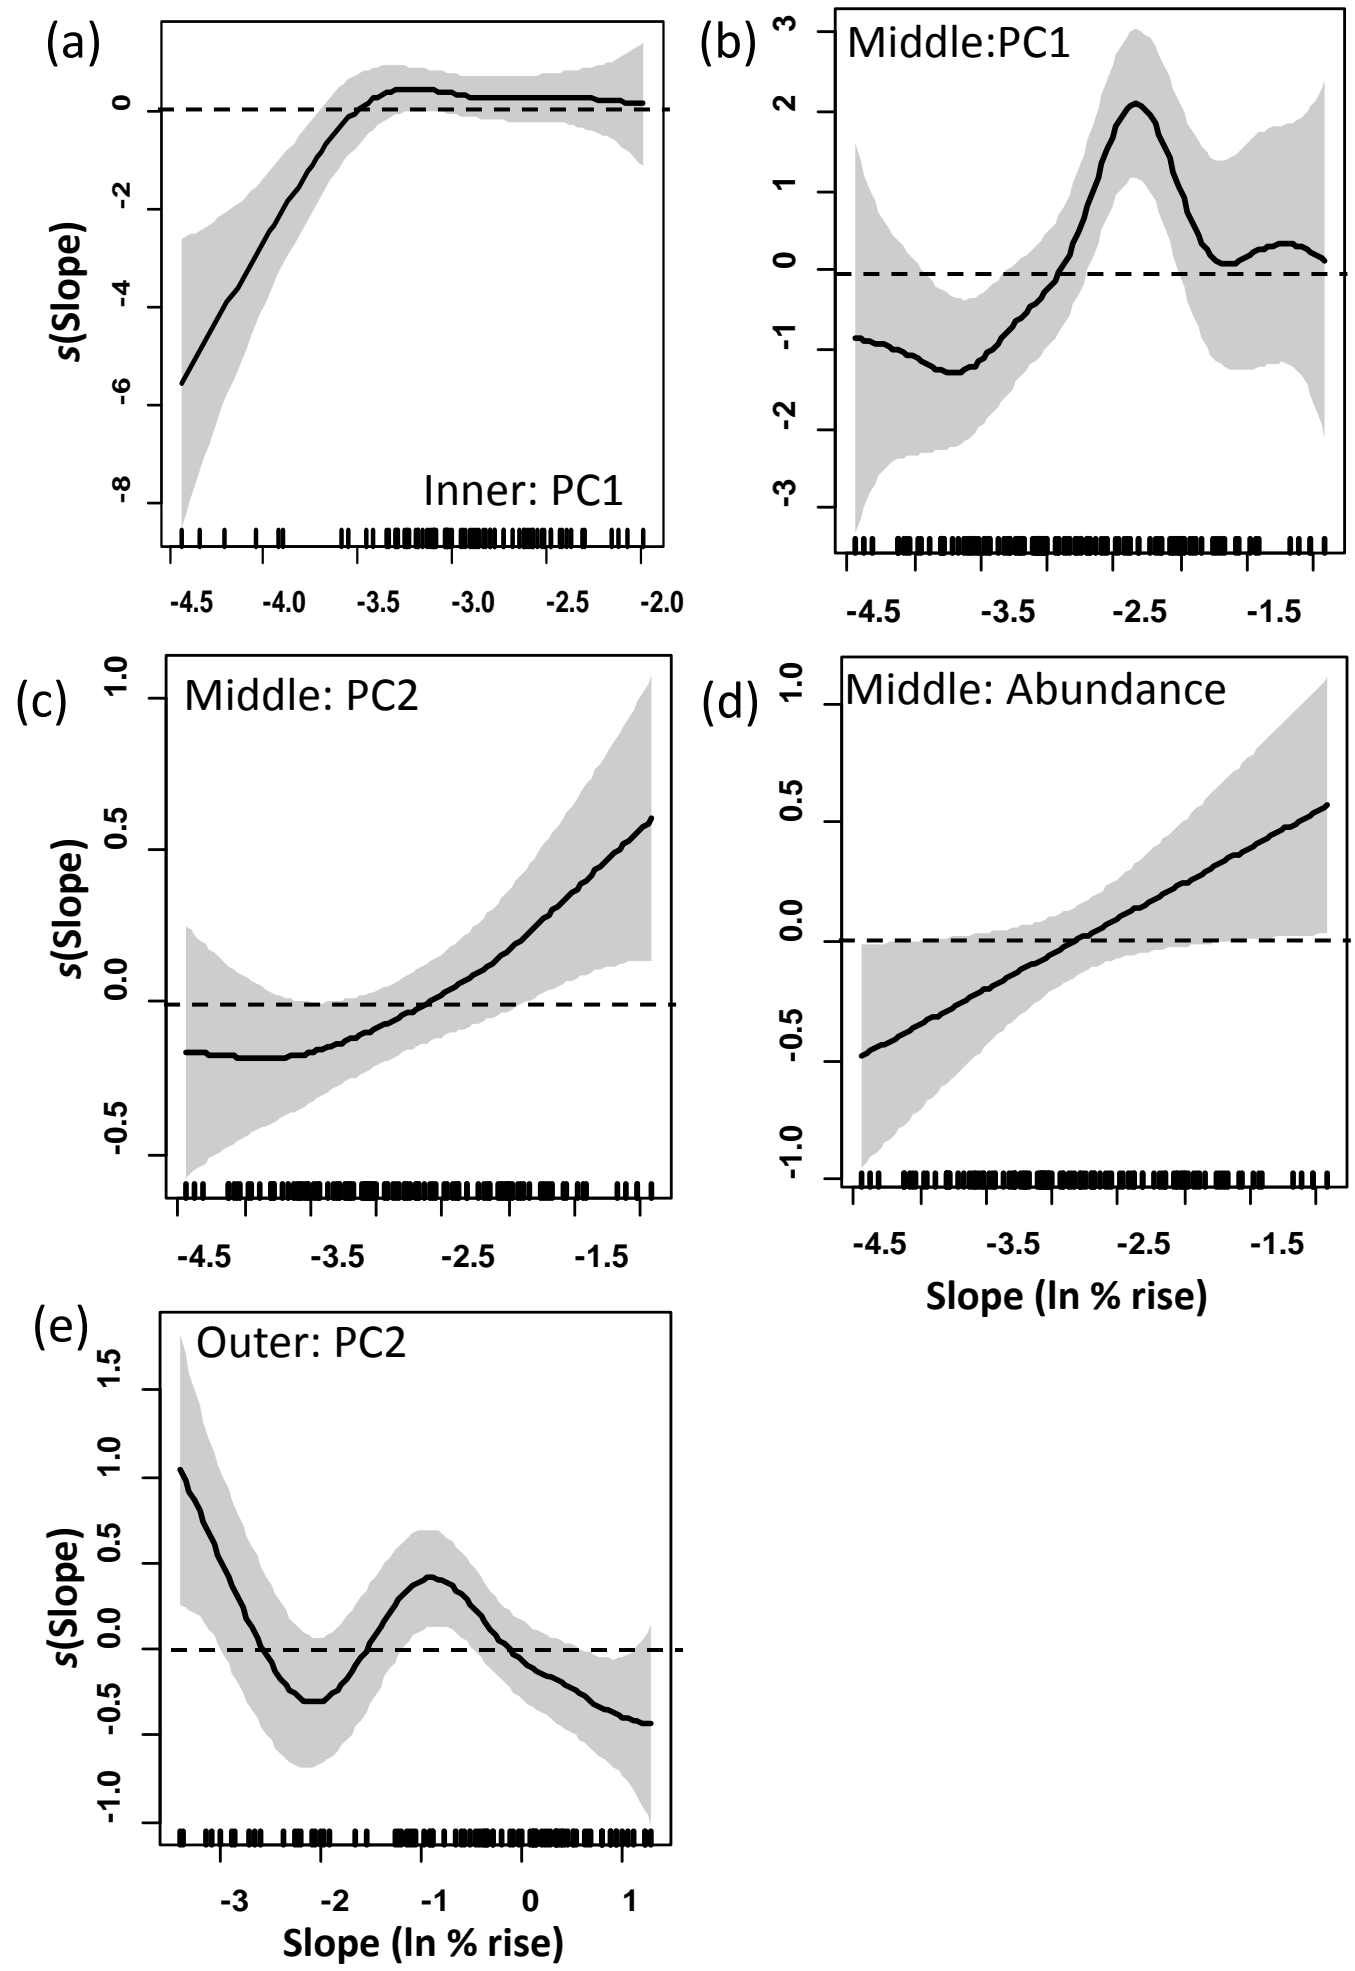 (a)
0
-2
-4
-6
-8
s(Slope)
Inner: PC1
-4.5 -4.0 -3.5 -3.0 -2.5 -2.0
(b)
Middle:PC1
3
2
1
0
-1
-2
-3
-4.5 -3.5 -2.5 -1.5
(c)
Middle: PC2
1.0
0.5
0.0
-0.5
s(Slope)
-4.5 -3.5 -2.5 -1.5
(d)
Middle: Abundance
1.0
0.5
0.0
-0.5
-1.0
-4.5 -3.5 -2.5 -1.5
Slope (ln % rise)
(e)
Outer: PC2
1.5
1.0
0.5
0.0
-0.5
-1.0
s(Slope)
-3 -2 -1 0 1
Slope (ln % rise)